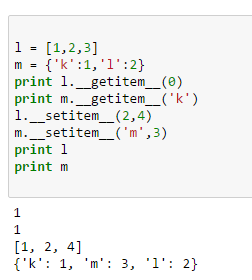 l = [1,2,3]
m = {'k':1,'l':2}
print l.__getitem__(0)
print m.__getitem__('k')
l.__setitem__(2,4)
m.__setitem__('m',3)
print l
print m
1
1
[1, 2, 4]
{'k': 1, 'm': 3, 'l': 2}